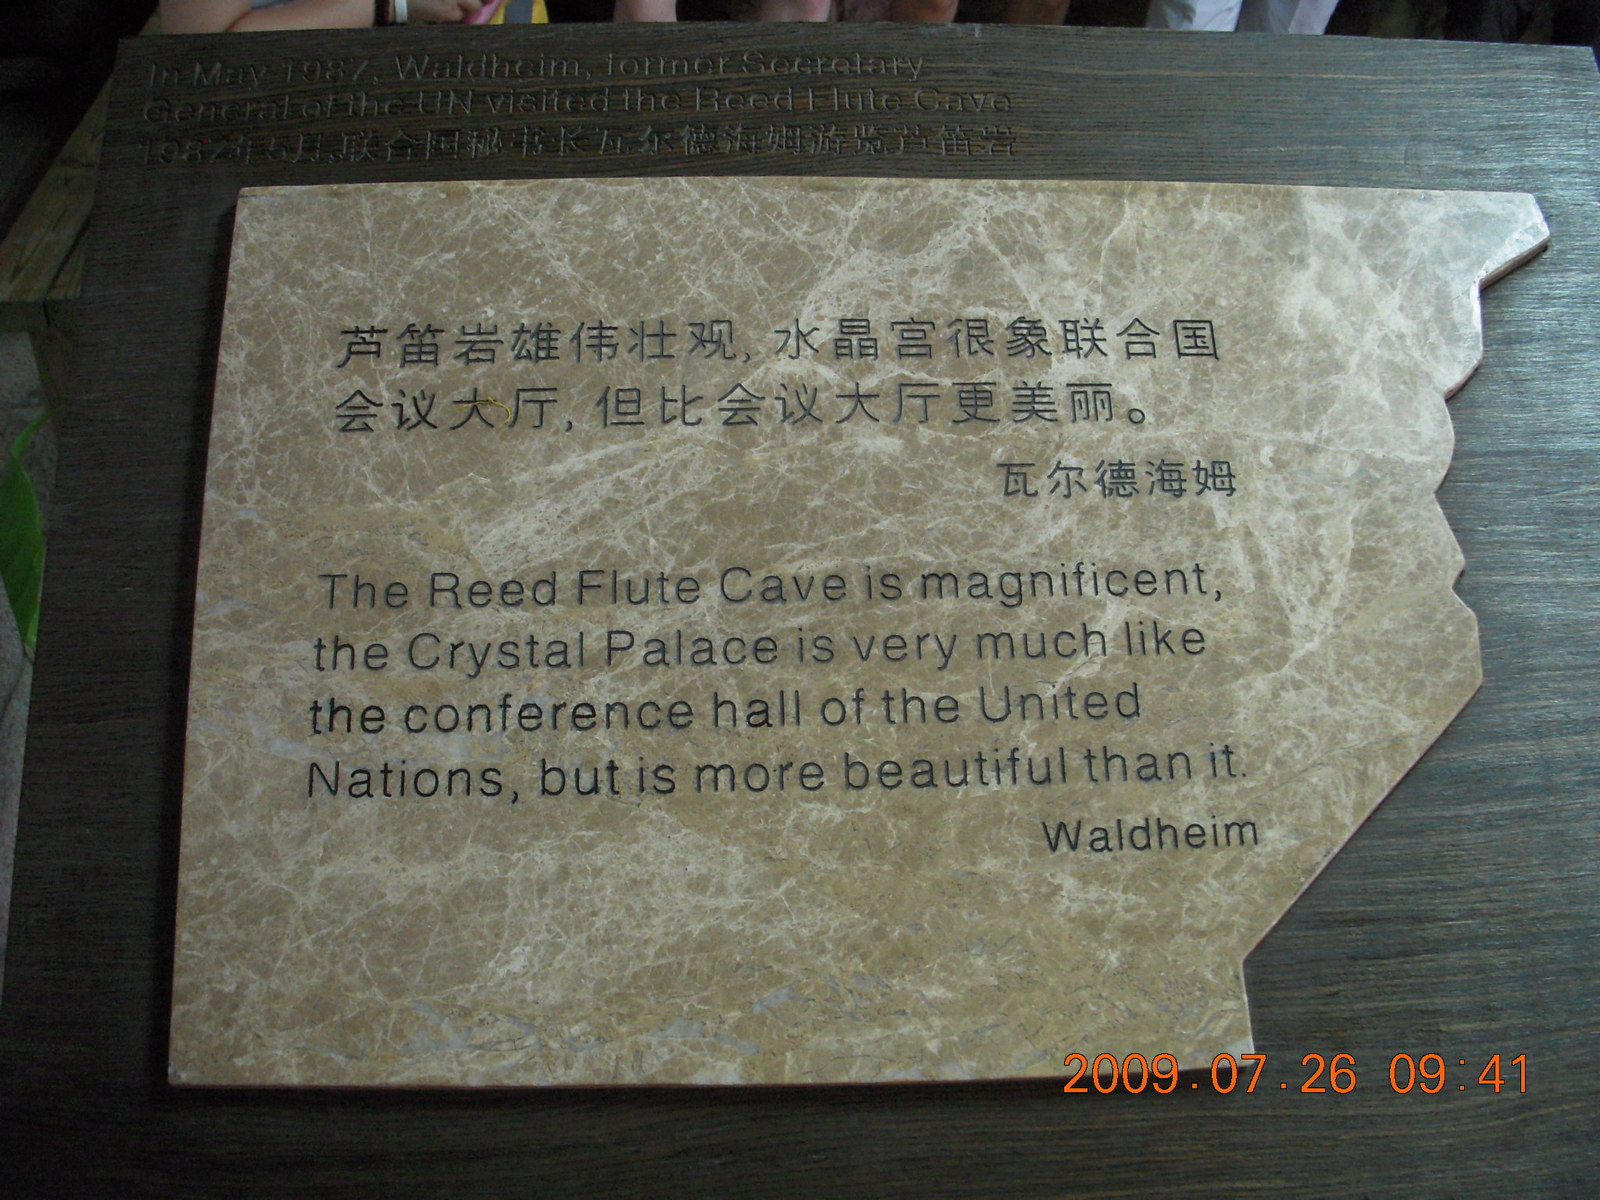 In May 1987, Waldheim, former Secretary
General of the UN visited the Reed Flute Cave
1987年5月,联合国秘书长瓦尔德海姆游览芦笛岩
芦笛岩雄伟壮观,水晶宫很象联合国
会议大厅,但比会议大厅更美丽。
瓦尔德海姆
The Reed Flute Cave is magnificent,
the Crystal Palace is very much like
the conference hall of the United
Nations, but is more beautiful than it.
Waldheim
2009.07.26 09:41